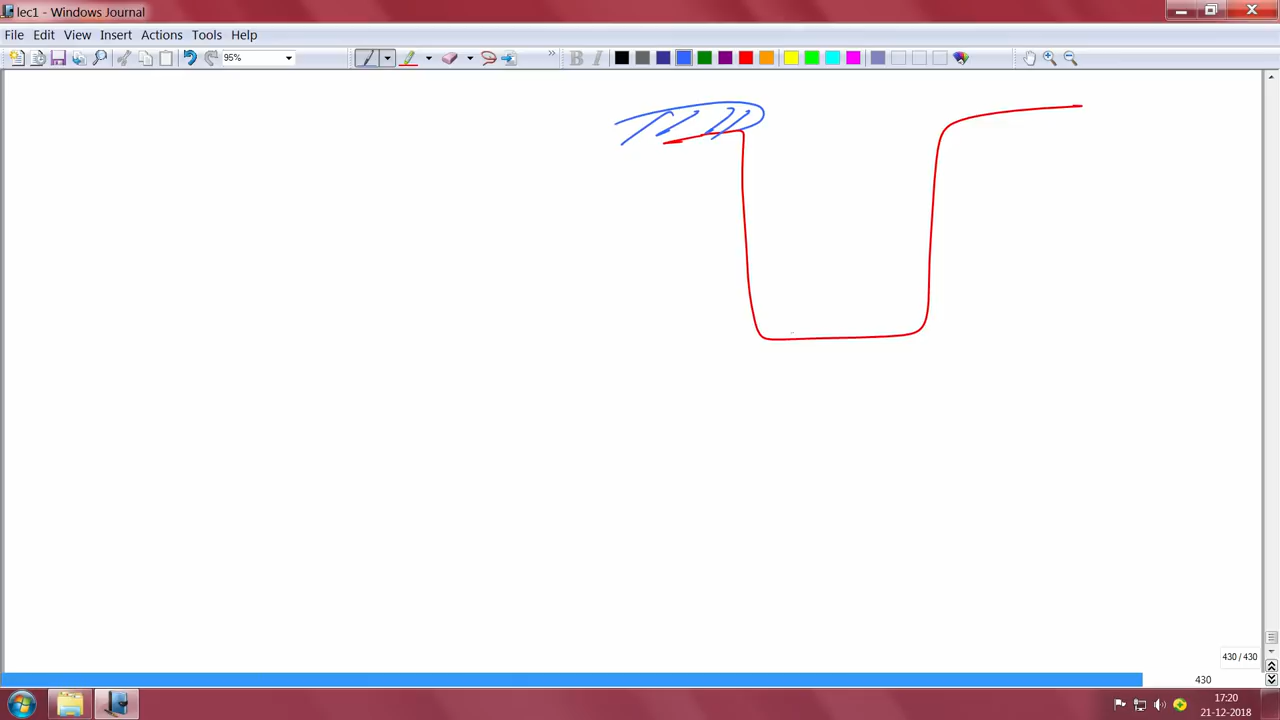 lec1 - Windows Journal
File Edit View Insert Actions Tools Help
95%
B I
430 / 430
430
17:20
21-12-2018